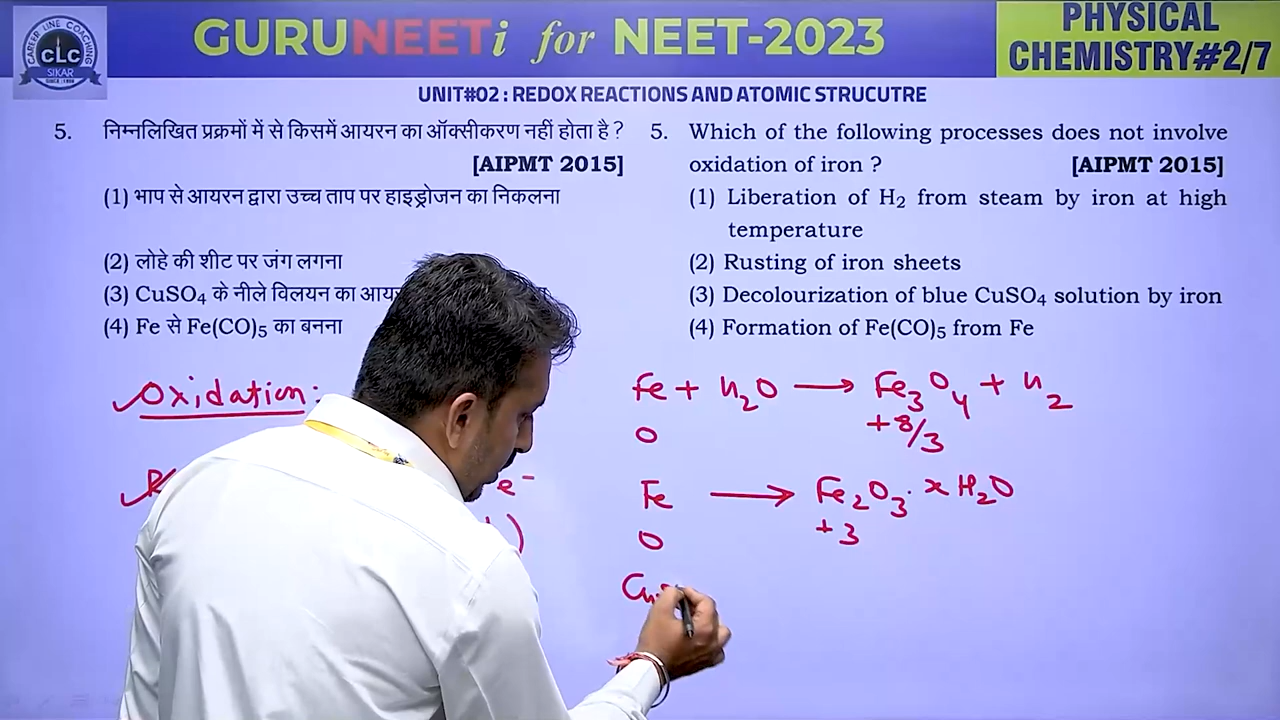 CAREER LINE COACHING
CLC
SIKAR
SINCE : 1996
GURUNEETi for NEET-2023
PHYSICAL
CHEMISTRY#2/7
UNIT#02 : REDOX REACTIONS AND ATOMIC STRUCUTRE
5. निम्नलिखित प्रक्रमों में से किसमें आयरन का ऑक्सीकरण नहीं होता है ?
[AIPMT 2015]
(1) भाप से आयरन द्वारा उच्च ताप पर हाइड्रोजन का निकलना
(2) लोहे की शीट पर जंग लगना
(3) CuSO₄ के नीले विलयन का
(4) Fe से Fe(CO)₅ का बनना
5. Which of the following processes does not involve
oxidation of iron ?
[AIPMT 2015]
(1) Liberation of H₂ from steam by iron at high
temperature
(2) Rusting of iron sheets
(3) Decolourization of blue CuSO₄ solution by iron
(4) Formation of Fe(CO)₅ from Fe
Oxidation:
e⁻
Fe + H₂O ⟶ Fe₃O₄ + H₂
0 +8/3
Fe ⟶ Fe₂O₃.xH₂O
0 +3